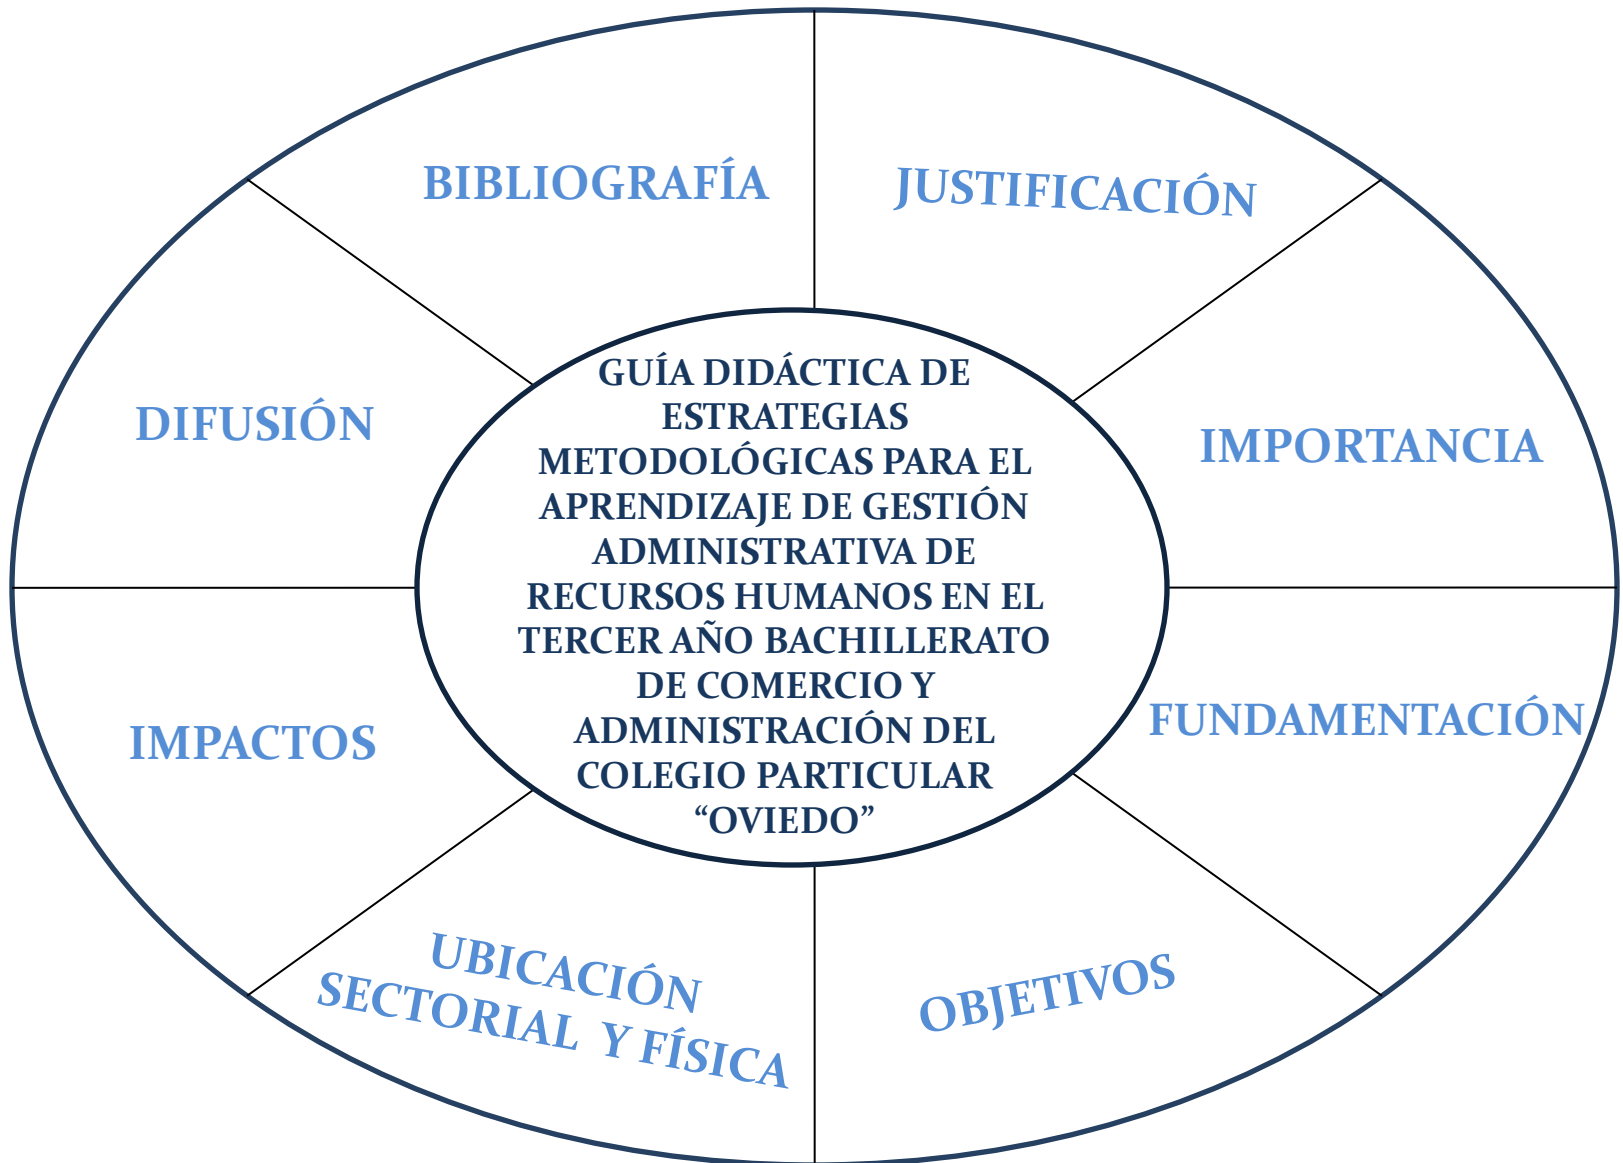 BIBLIOGRAFÍA
JUSTIFICACIÓN
DIFUSIÓN
IMPORTANCIA
GUÍA DIDÁCTICA DE
ESTRATEGIAS
METODOLÓGICAS PARA EL
APRENDIZAJE DE GESTIÓN
ADMINISTRATIVA DE
RECURSOS HUMANOS EN EL
TERCER AÑO BACHILLERATO
DE COMERCIO Y
ADMINISTRACIÓN DEL
COLEGIO PARTICULAR
“OVIEDO”
IMPACTOS
FUNDAMENTACIÓN
UBICACIÓN
SECTORIAL Y FÍSICA
OBJETIVOS